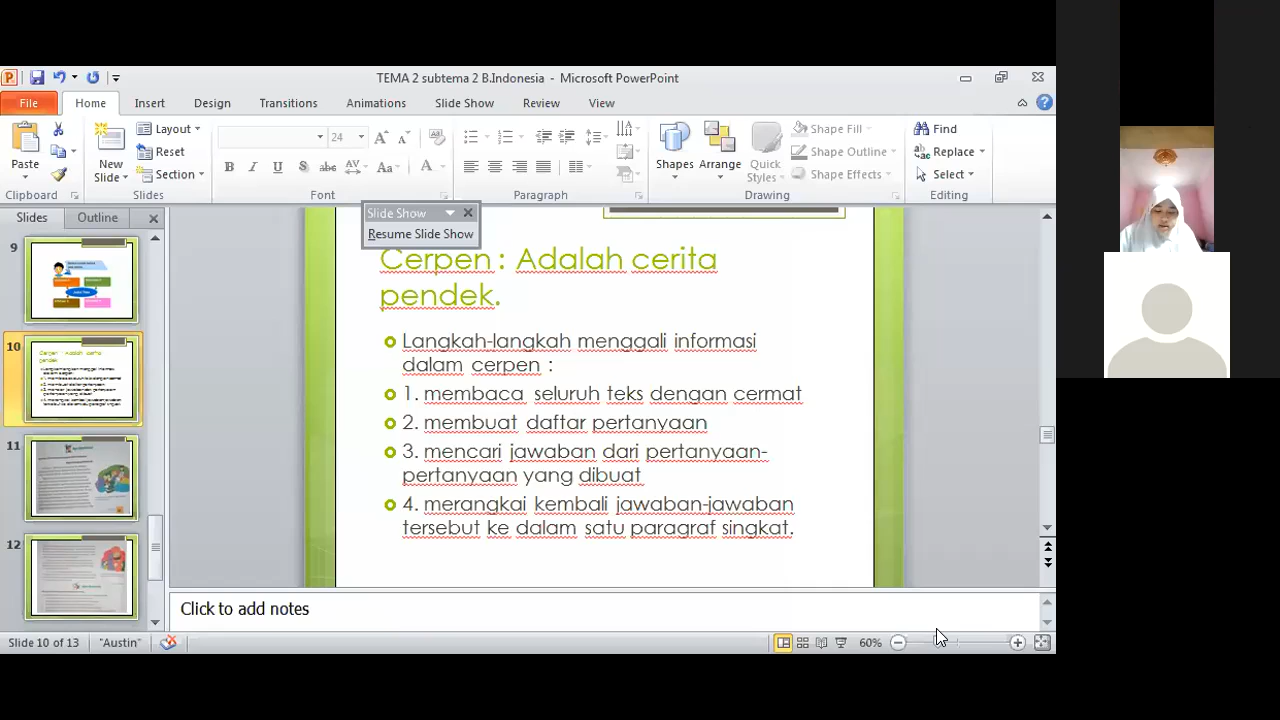 TEMA 2 subtema 2 B.Indonesia - Microsoft PowerPoint
File Home Insert Design Transitions Animations Slide Show Review View
Paste
Clipboard
New
Slide
Layout
Reset
Section
Slides
24
B I U S abc AV Aa A
Font
Paragraph
Shapes
Arrange
Quick
Styles
Shape Fill
Shape Outline
Shape Effects
Drawing
Find
Replace
Select
Editing
Slides Outline
Slide Show
Resume Slide Show
9
10
11
12
Cerpen : Adalah cerita
pendek.
Langkah-langkah menggali informasi
dalam cerpen :
1. membaca seluruh teks dengan cermat
2. membuat daftar pertanyaan
3. mencari jawaban dari pertanyaan-
pertanyaan yang dibuat
4. merangkai kembali jawaban-jawaban
tersebut ke dalam satu paragraf singkat.
Click to add notes
Slide 10 of 13 "Austin" 60%